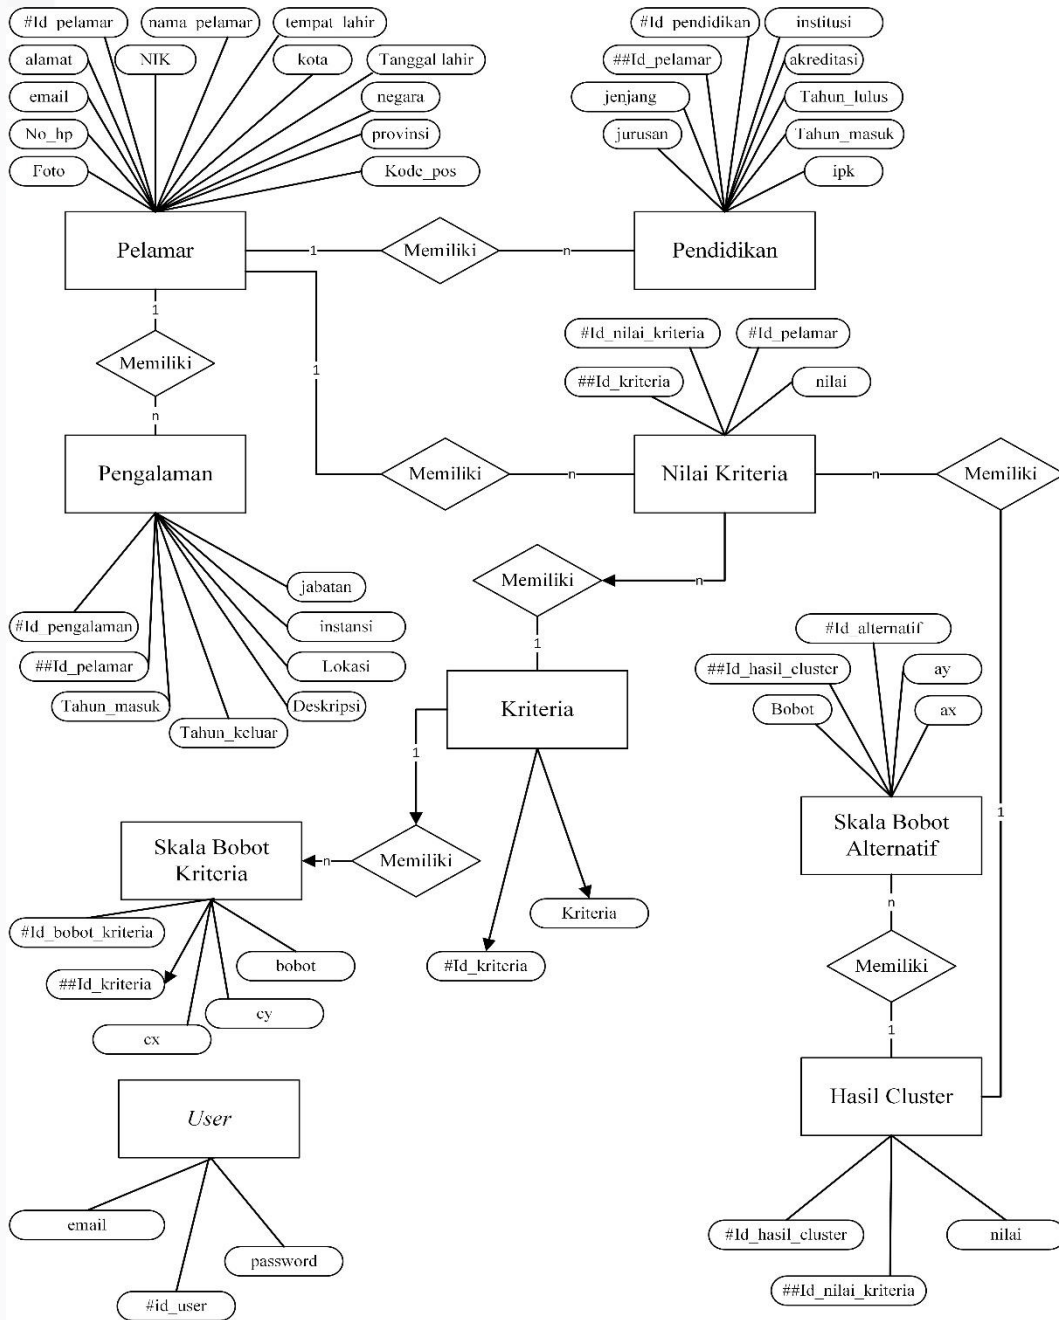 #Id_pelamar
nama_pelamar
tempat_lahir
alamat
NIK
kota
Tanggal lahir
email
negara
No_hp
provinsi
Foto
Kode_pos
#Id_pendidikan
institusi
##Id_pelamar
akreditasi
jenjang
Tahun_lulus
jurusan
Tahun_masuk
ipk
Pelamar
1
Memiliki
n
Pendidikan
1
Memiliki
n
1
#Id_nilai_kriteria
#Id_pelamar
##Id_kriteria
nilai
Pengalaman
Memiliki
n
Nilai Kriteria
n
Memiliki
jabatan
#Id_pengalaman
instansi
##Id_pelamar
Lokasi
Tahun_masuk
Deskripsi
Tahun_keluar
Memiliki
n
1
Kriteria
1
#Id_alternatif
##Id_hasil_cluster
ay
Bobot
ax
Skala Bobot
Kriteria
n
Memiliki
Skala Bobot
Alternatif
1
#Id_bobot_kriteria
bobot
##Id_kriteria
cy
cx
Kriteria
#Id_kriteria
n
Memiliki
1
User
Hasil Cluster
email
password
#id_user
#Id_hasil_cluster
nilai
##Id_nilai_kriteria